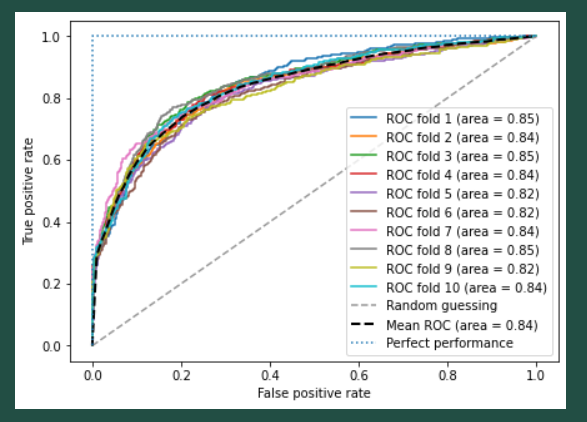 1.0
0.8
0.6
0.4
0.2
0.0
True positive rate
ROC fold 1 (area = 0.85)
ROC fold 2 (area = 0.84)
ROC fold 3 (area = 0.85)
ROC fold 4 (area = 0.84)
ROC fold 5 (area = 0.82)
ROC fold 6 (area = 0.82)
ROC fold 7 (area = 0.84)
ROC fold 8 (area = 0.85)
ROC fold 9 (area = 0.82)
ROC fold 10 (area = 0.84)
Random guessing
Mean ROC (area = 0.84)
Perfect performance
0.0 0.2 0.4 0.6 0.8 1.0
False positive rate